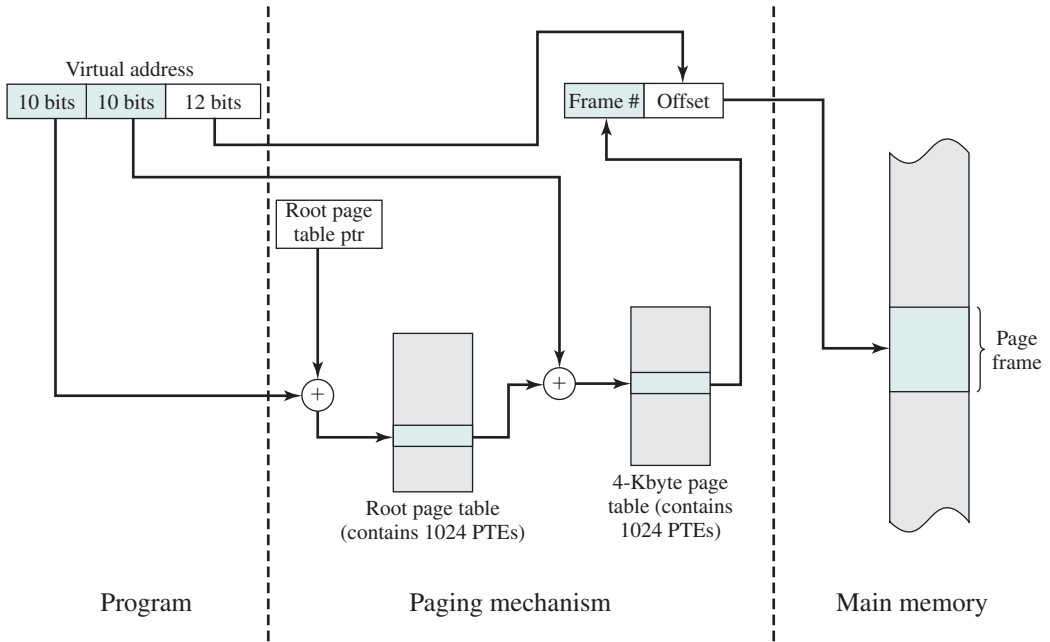 Virtual address
10 bits 10 bits 12 bits
Frame # Offset
Root page
table ptr
+
+
Page
frame
Root page table
(contains 1024 PTEs)
4-Kbyte page
table (contains
1024 PTEs)
Program
Paging mechanism
Main memory